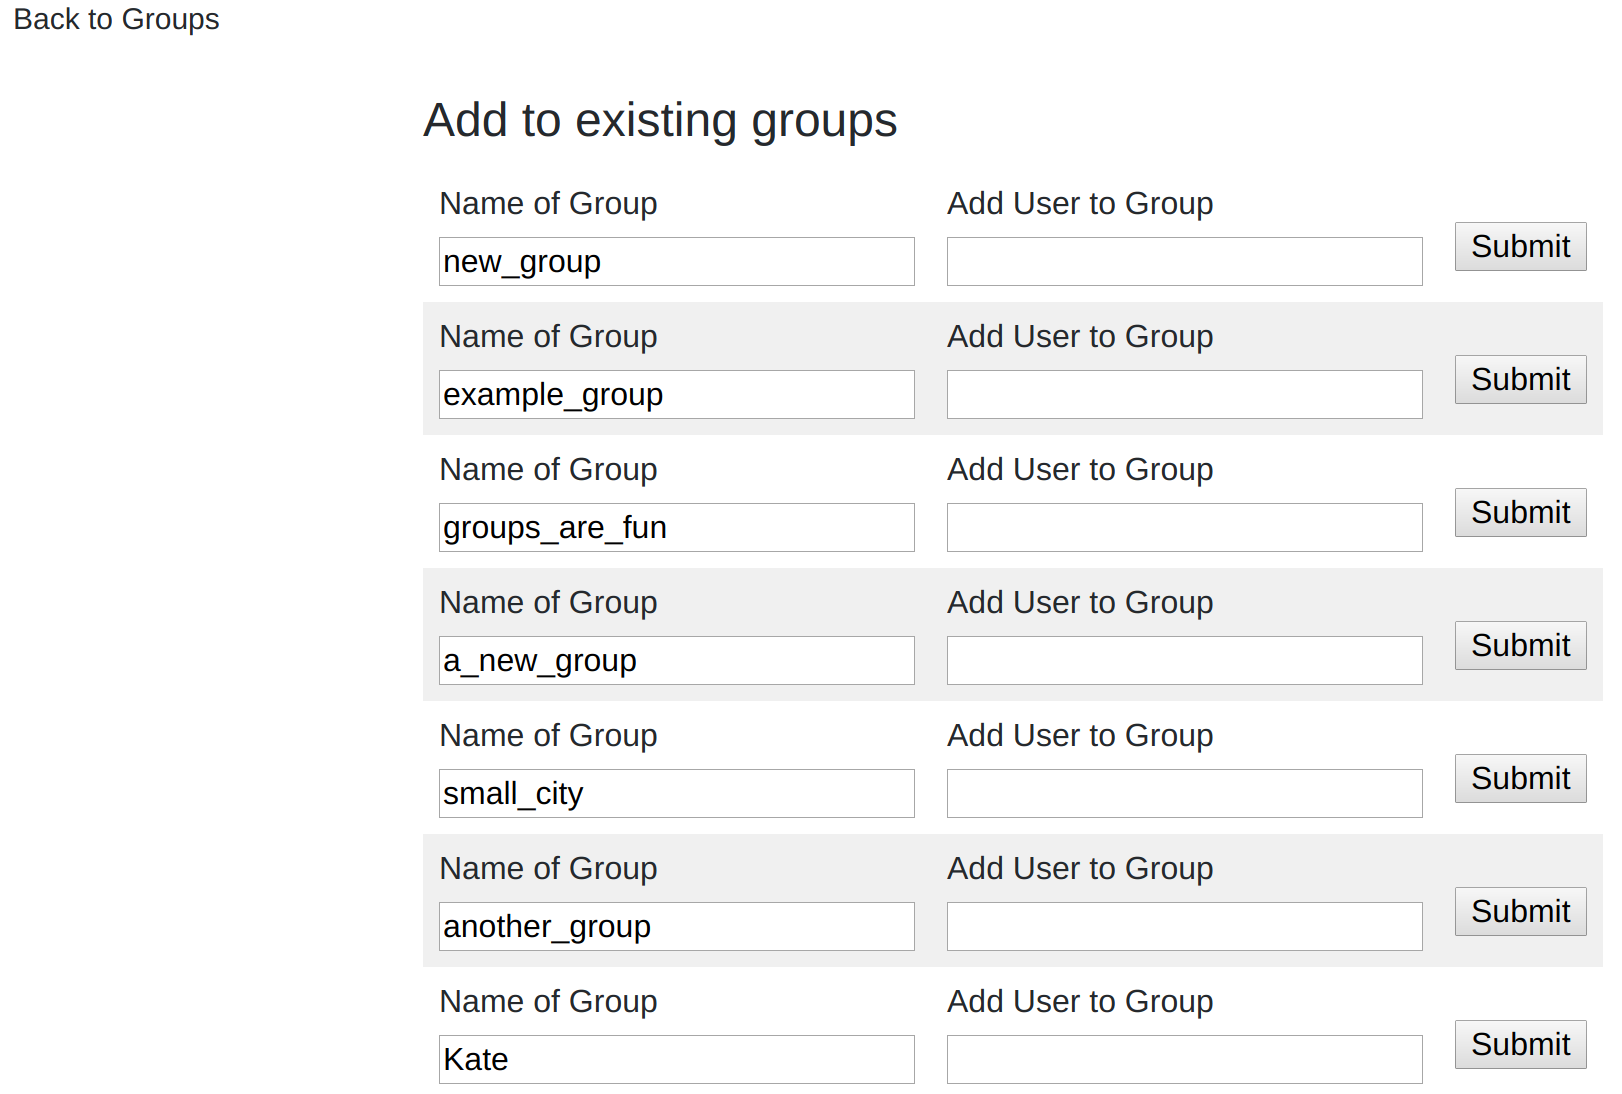 Back to Groups
Add to existing groups
Name of Group Add User to Group
new_group Submit
Name of Group Add User to Group
example_group Submit
Name of Group Add User to Group
groups_are_fun Submit
Name of Group Add User to Group
a_new_group Submit
Name of Group Add User to Group
small_city Submit
Name of Group Add User to Group
another_group Submit
Name of Group Add User to Group
Kate Submit